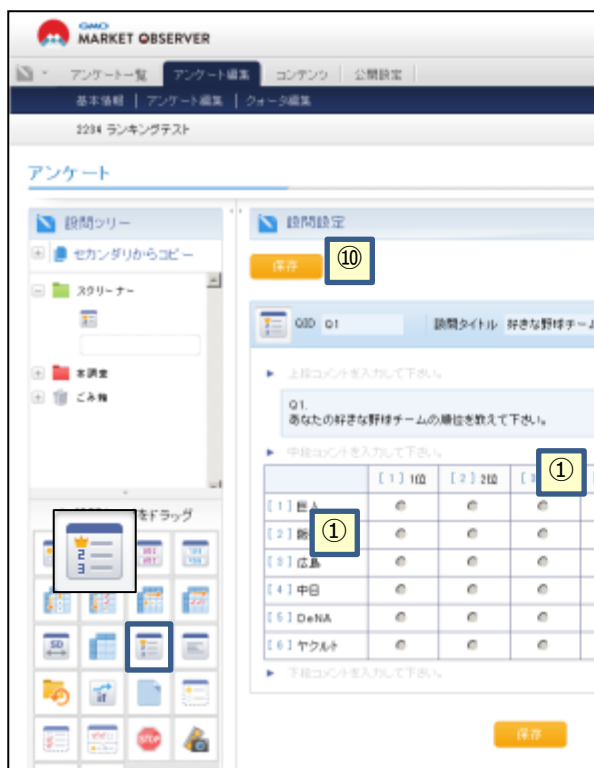 GMO
MARKET OBSERVER
アンケート一覧 アンケート編集 コンテンツ 公開設定
基本情報 | アンケート編集 | クォータ編集
2284 ランキングテスト
アンケート
設問ツリー
セカンダリからコピー
スクリーナー
本調査
ごみ箱
をドラッグ
設問設定
保存 ⑩
QID Q1 設問タイトル 好きな野球チーム
上段コメントを入力して下さい。
Q1.
あなたの好きな野球チームの順位を教えて下さい。
中段コメントを入力して下さい。
[1] 1位 [2] 2位 ①
[1] 巨人
[2] ①
[3] 広島
[4] 中日
[5] DeNA
[6] ヤクルト
下段コメントを入力して下さい。
保存
2
3
SD
if
STOP